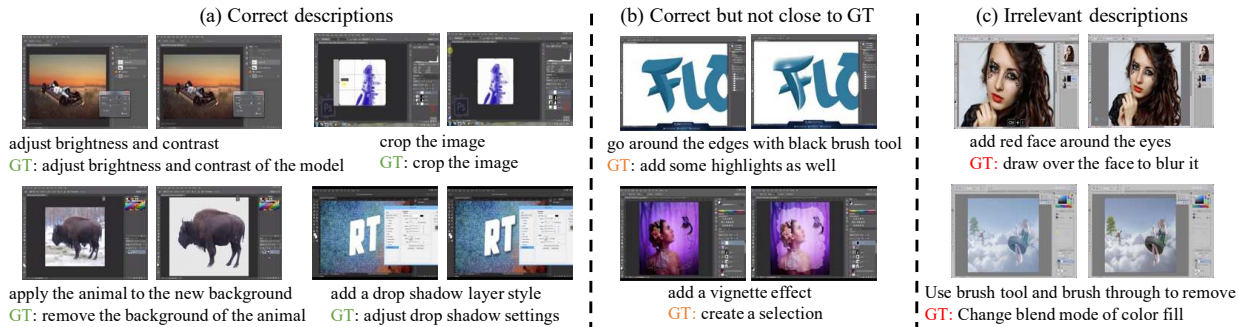 (a) Correct descriptions
adjust brightness and contrast
GT: adjust brightness and contrast of the model
crop the image
GT: crop the image
RT
RT
apply the animal to the new background
GT: remove the background of the animal
add a drop shadow layer style
GT: adjust drop shadow settings
(b) Correct but not close to GT
FLO
FLO
go around the edges with black brush tool
GT: add some highlights as well
add a vignette effect
GT: create a selection
(c) Irrelevant descriptions
add red face around the eyes
GT: draw over the face to blur it
Use brush tool and brush through to remove
GT: Change blend mode of color fill